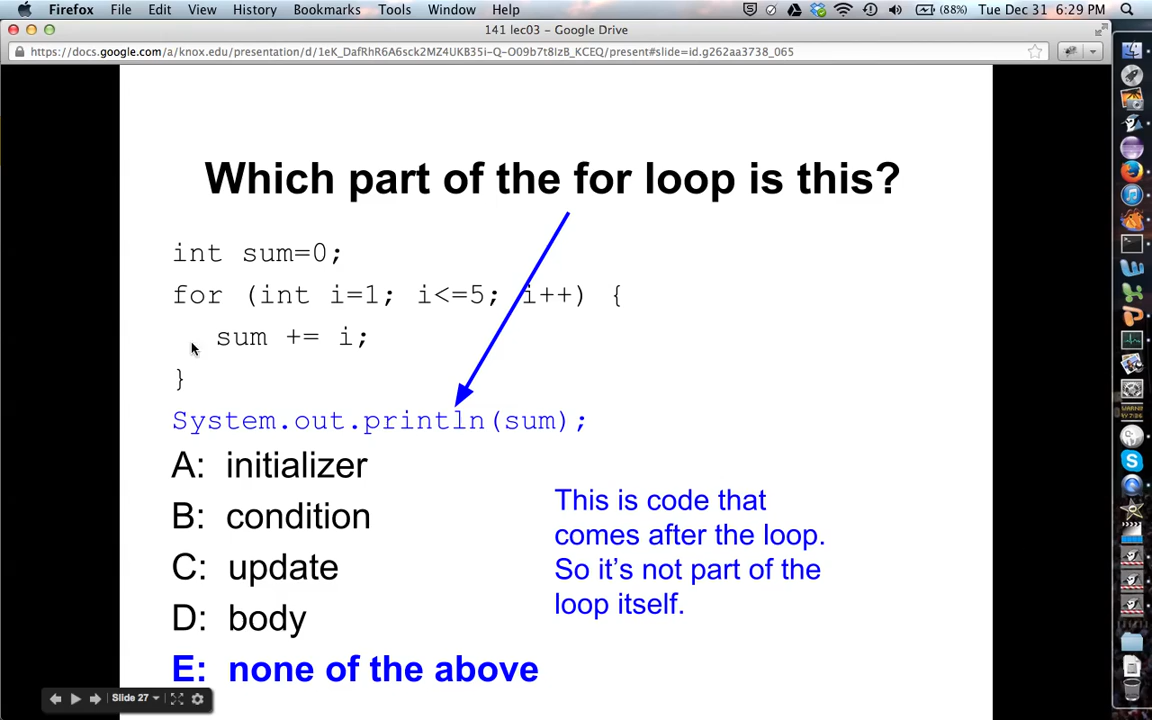 Firefox File Edit View History Bookmarks Tools Window Help (88%) Tue Dec 31 6:29 PM
141 lec03 – Google Drive
https://docs.google.com/a/knox.edu/presentation/d/1eK_DafRhR6A6sck2MZ4UKB35i-Q-O09b7t8lzB_KCEQ/present#slide=id.g262aa3738_065
Which part of the for loop is this?
int sum=0;
for (int i=1; i<=5; i++) {
sum += i;
}
System.out.println(sum);
A: initializer
B: condition
C: update
D: body
E: none of the above
This is code that
comes after the loop.
So it's not part of the
loop itself.
Slide 27